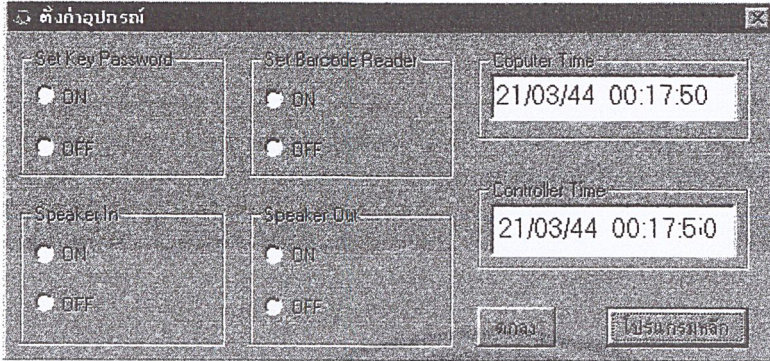 ตั้งค่าอุปกรณ์
Set Key Password
ON
OFF
Set Barcode Reader
ON
OFF
Coputer Time
21/03/44 00:17:50
Speaker In
ON
OFF
Speaker Out
ON
OFF
Controller Time
21/03/44 00:17:50
ตกลง
โปรแกรมหลัก